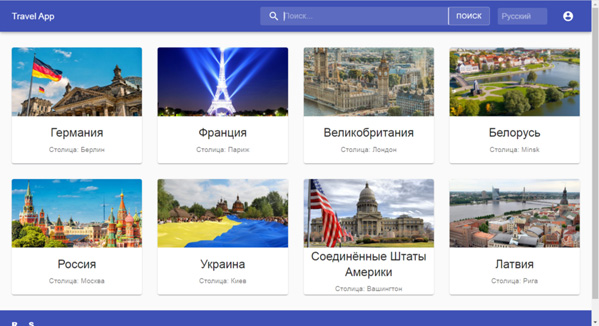 Travel App
Поиск...
ПОИСК
Русский
Германия
Столица: Берлин
Франция
Столица: Париж
Великобритания
Столица: Лондон
Белорусь
Столица: Minsk
Россия
Столица: Москва
Украина
Столица: Киев
Соединённые Штаты
Америки
Столица: Вашингтон
Латвия
Столица: Рига